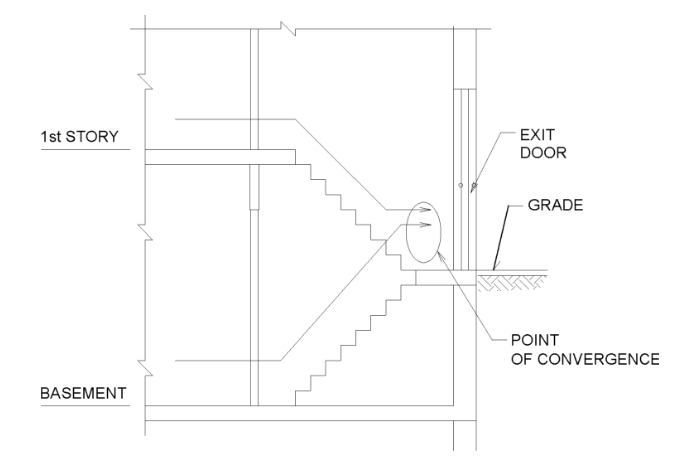 1st STORY
EXIT
DOOR
GRADE
POINT
OF CONVERGENCE
BASEMENT